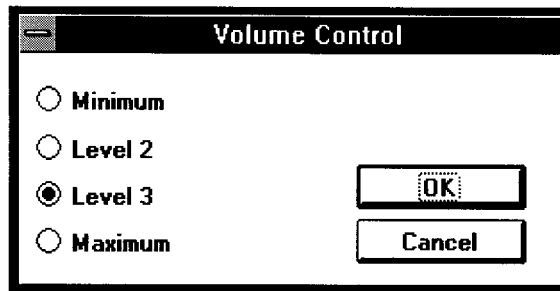 Volume Control
Minimum
Level 2
Level 3
Maximum
OK
Cancel